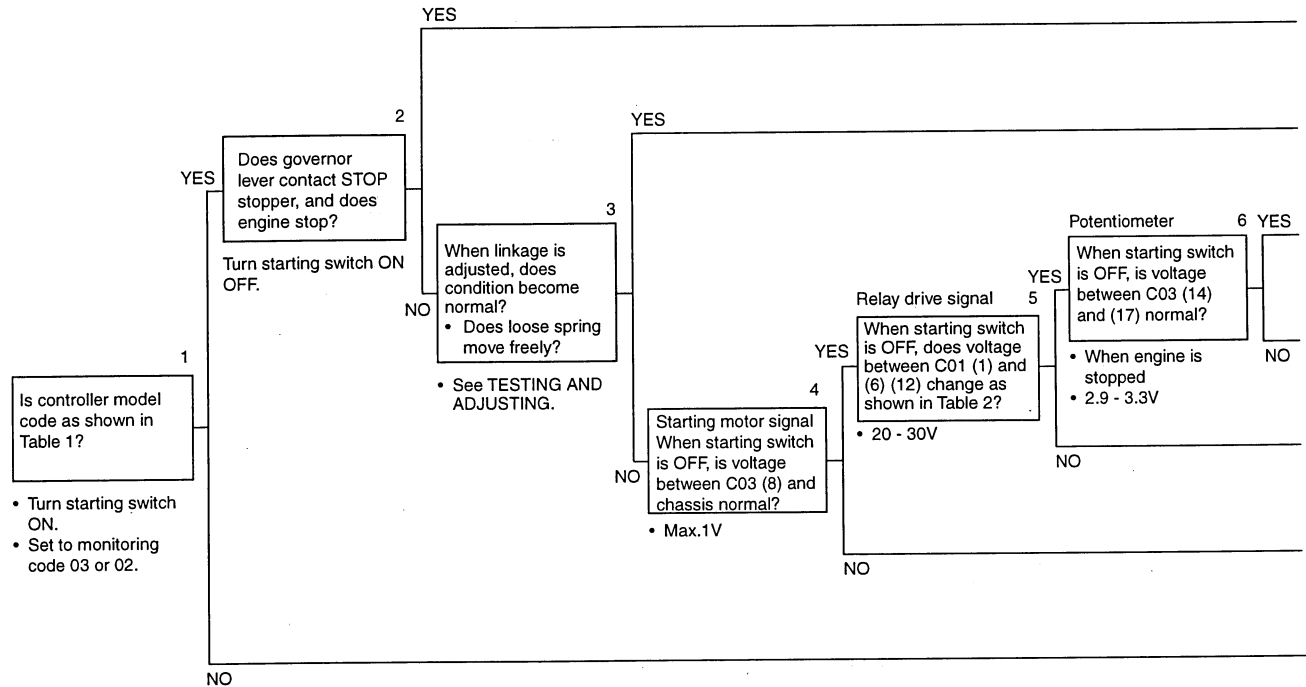 YES
2
Does governor
lever contact STOP
stopper, and does
engine stop?
YES
Turn starting switch ON
OFF.
YES
3
When linkage is
adjusted, does
condition become
normal?
• Does loose spring
move freely?
NO
• See TESTING AND
ADJUSTING.
1
Is controller model
code as shown in
Table 1?
• Turn starting switch
ON.
• Set to monitoring
code 03 or 02.
4
Starting motor signal
When starting switch
is OFF, is voltage
between C03 (8) and
chassis normal?
NO
• Max.1V
Relay drive signal
5
YES
When starting switch
is OFF, does voltage
between C01 (1) and
(6) (12) change as
shown in Table 2?
• 20 - 30V
Potentiometer
6
YES
YES
When starting switch
is OFF, is voltage
between C03 (14)
and (17) normal?
• When engine is
stopped
• 2.9 - 3.3V
NO
NO
NO
NO